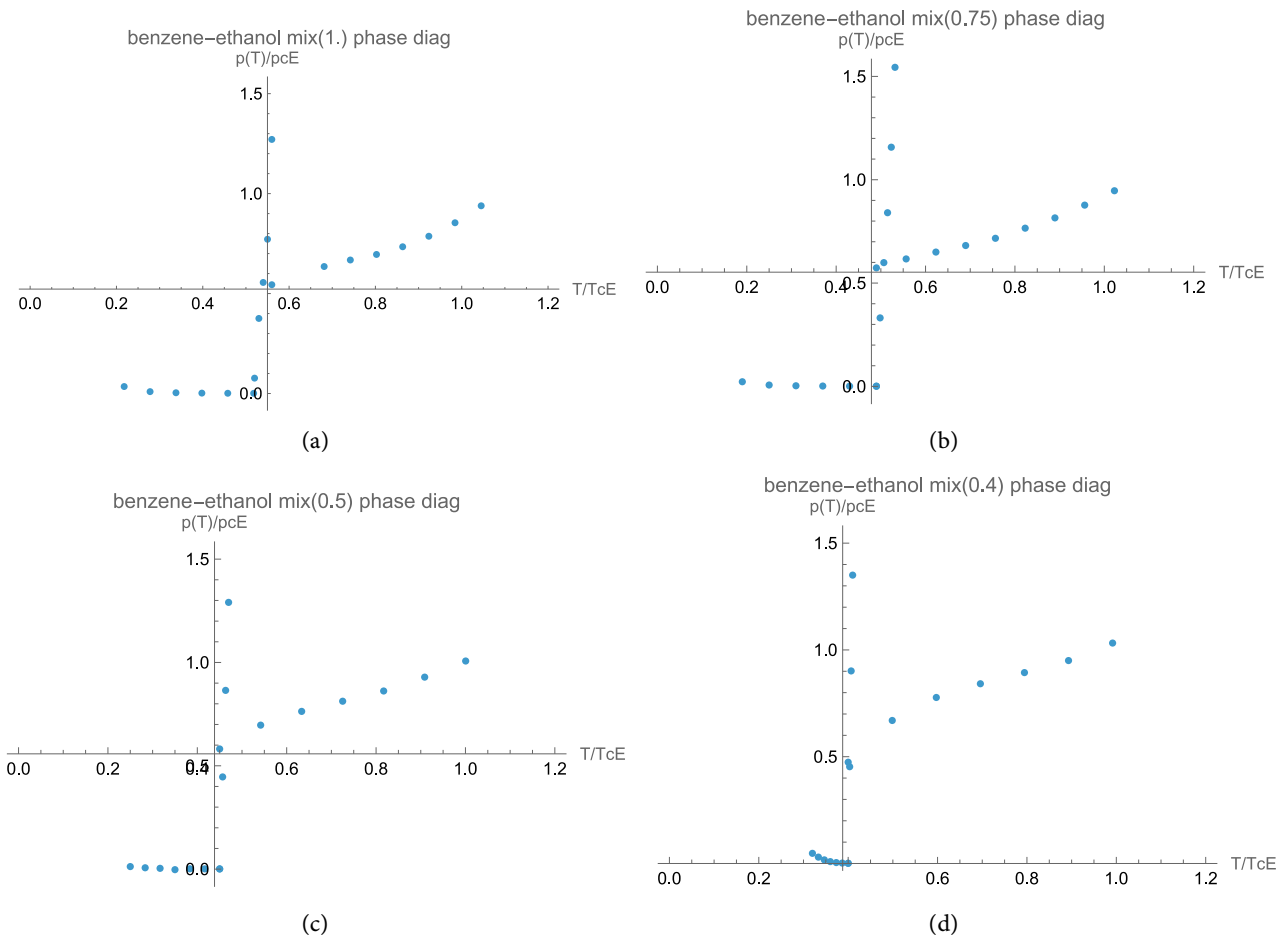 benzene−ethanol mix(1.) phase diag
p(T)/pcE
1.5
1.0
0.0
T/TcE
0.0 0.2 0.4 0.6 0.8 1.0 1.2
(a)
benzene−ethanol mix(0.75) phase diag
p(T)/pcE
1.5
1.0
0.5
0.0
T/TcE
0.0 0.2 0.4 0.6 0.8 1.0 1.2
(b)
benzene−ethanol mix(0.5) phase diag
p(T)/pcE
1.5
1.0
0.5
0.0
T/TcE
0.0 0.2 0.4 0.6 0.8 1.0 1.2
(c)
benzene−ethanol mix(0.4) phase diag
p(T)/pcE
1.5
1.0
0.5
T/TcE
0.0 0.2 0.6 0.8 1.0 1.2
(d)